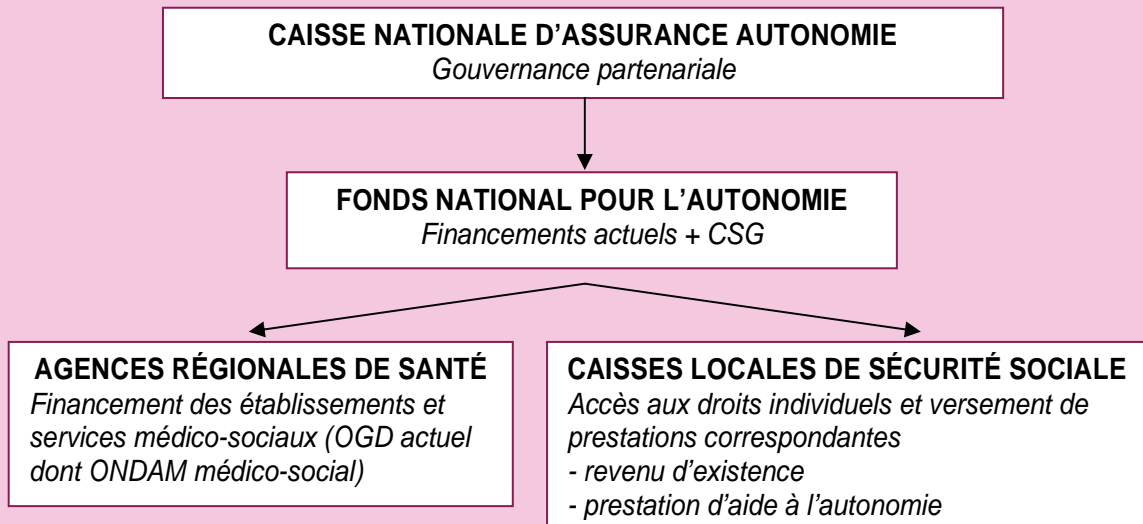 CAISSE NATIONALE D'ASSURANCE AUTONOMIE
Gouvernance partenariale
FONDS NATIONAL POUR L'AUTONOMIE
Financements actuels + CSG
AGENCES RÉGIONALES DE SANTÉ
Financement des établissements et
services médico-sociaux (OGD actuel
dont ONDAM médico-social)
CAISSES LOCALES DE SÉCURITÉ SOCIALE
Accès aux droits individuels et versement de
prestations correspondantes
- revenu d'existence
- prestation d'aide à l'autonomie